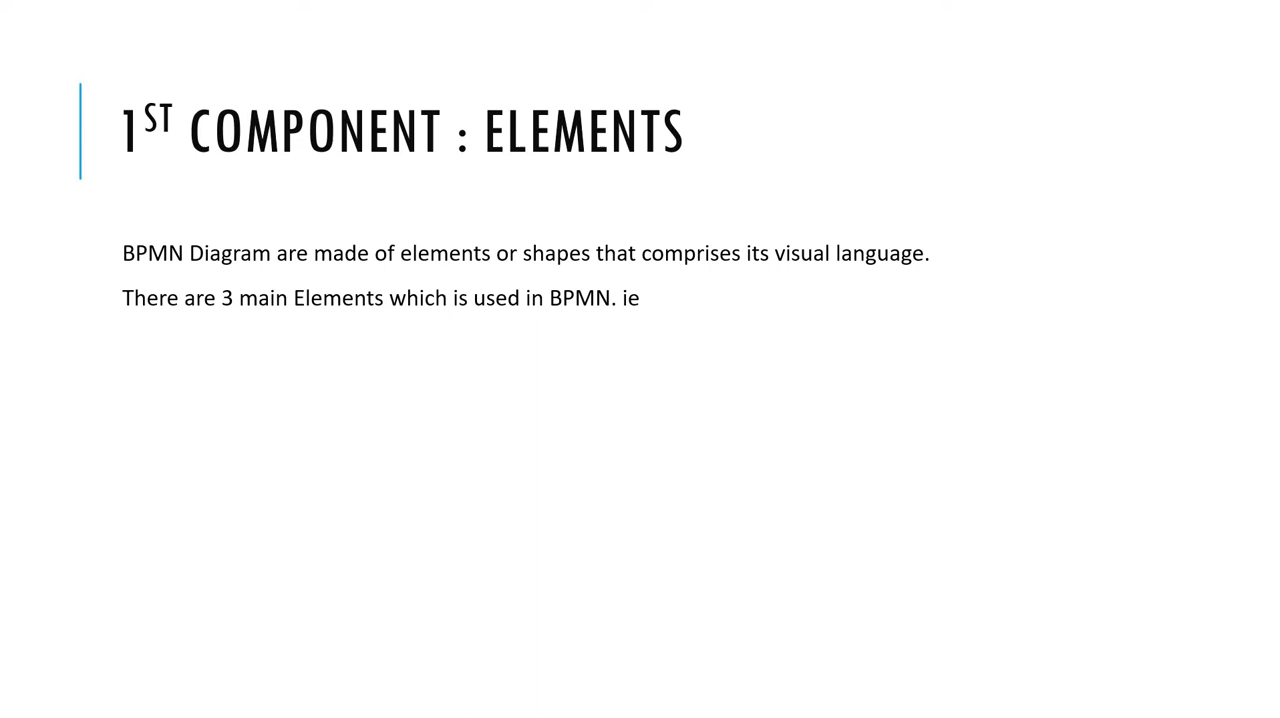 1ST COMPONENT : ELEMENTS
BPMN Diagram are made of elements or shapes that comprises its visual language.
There are 3 main Elements which is used in BPMN. ie